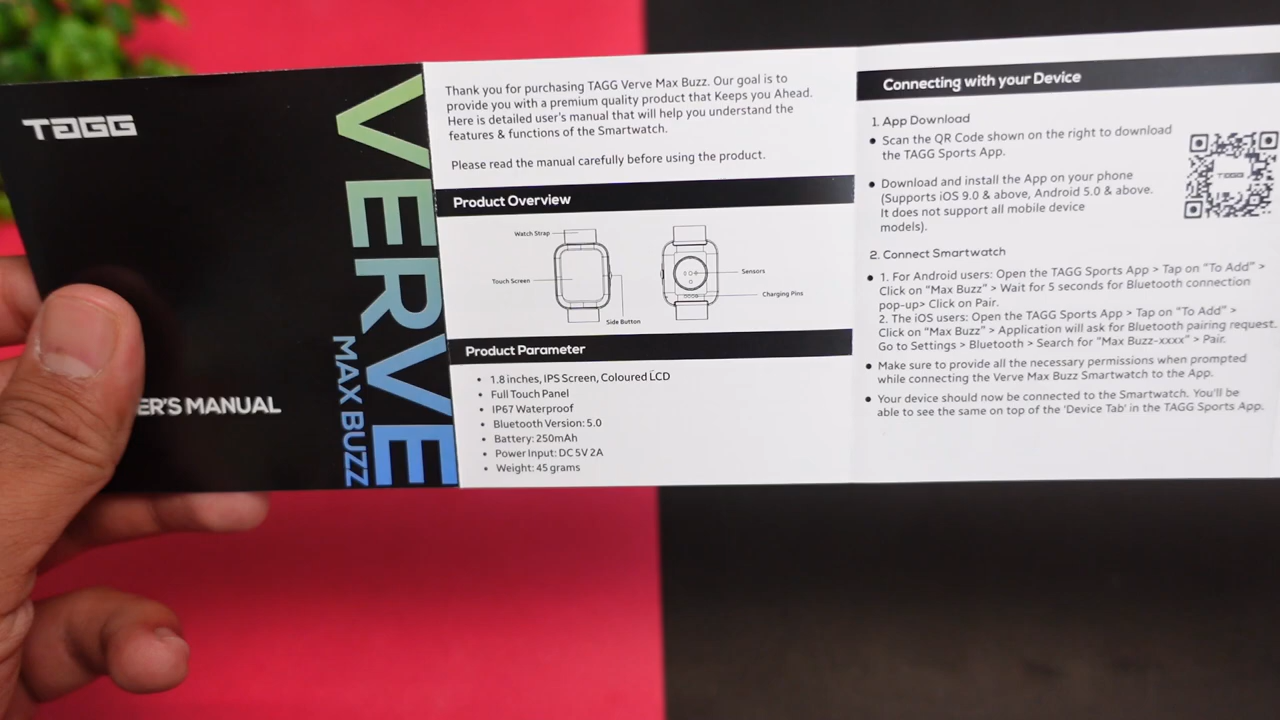 TAGG
VERVE
MAX BUZZ
ER'S MANUAL
Thank you for purchasing TAGG Verve Max Buzz. Our goal is to
provide you with a premium quality product that Keeps you Ahead.
Here is detailed user's manual that will help you understand the
features & functions of the Smartwatch.
Please read the manual carefully before using the product.
Product Overview
Watch Strap
Touch Screen
Side Button
Sensors
Charging Pins
Product Parameter
• 1.8 inches, IPS Screen, Coloured LCD
• Full Touch Panel
• IP67 Waterproof
• Bluetooth Version: 5.0
• Battery: 250mAh
• Power Input: DC 5V 2A
• Weight: 45 grams
Connecting with your Device
1. App Download
• Scan the QR Code shown on the right to download
the TAGG Sports App.
• Download and install the App on your phone
(Supports iOS 9.0 & above, Android 5.0 & above.
It does not support all mobile device
models).
TAGG
2. Connect Smartwatch
• 1. For Android users: Open the TAGG Sports App > Tap on "To Add" >
Click on "Max Buzz" > Wait for 5 seconds for Bluetooth connection
pop-up> Click on Pair.
2. The iOS users: Open the TAGG Sports App > Tap on "To Add" >
Click on "Max Buzz" > Application will ask for Bluetooth pairing request.
Go to Settings > Bluetooth > Search for "Max Buzz-xxxx" > Pair.
• Make sure to provide all the necessary permissions when prompted
while connecting the Verve Max Buzz Smartwatch to the App.
• Your device should now be connected to the Smartwatch. You'll be
able to see the same on top of the 'Device Tab' in the TAGG Sports App.